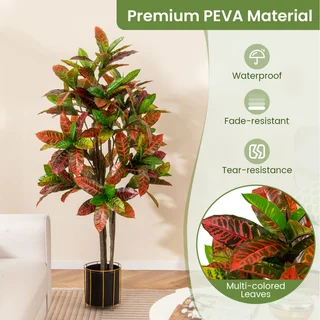 Premium PEVA Material
Waterproof
Fade-resistant
Tear-resistance
Multi-colored
Leaves